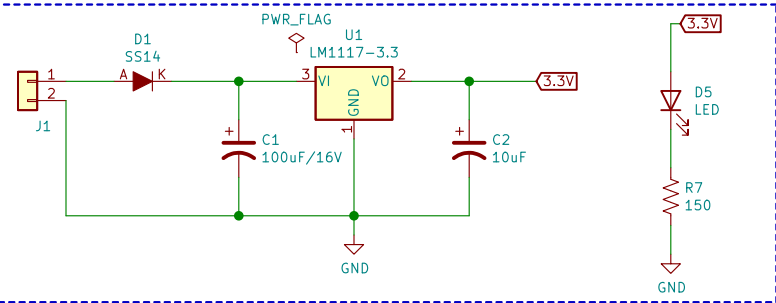 PWR_FLAG
3.3V
D1
SS14
U1
LM1117-3.3
1
A
K
3
VI
VO
2
3.3V
2
GND
1
J1
D5
LED
+
C1
100uF/16V
+
C2
10uF
R7
150
GND
GND